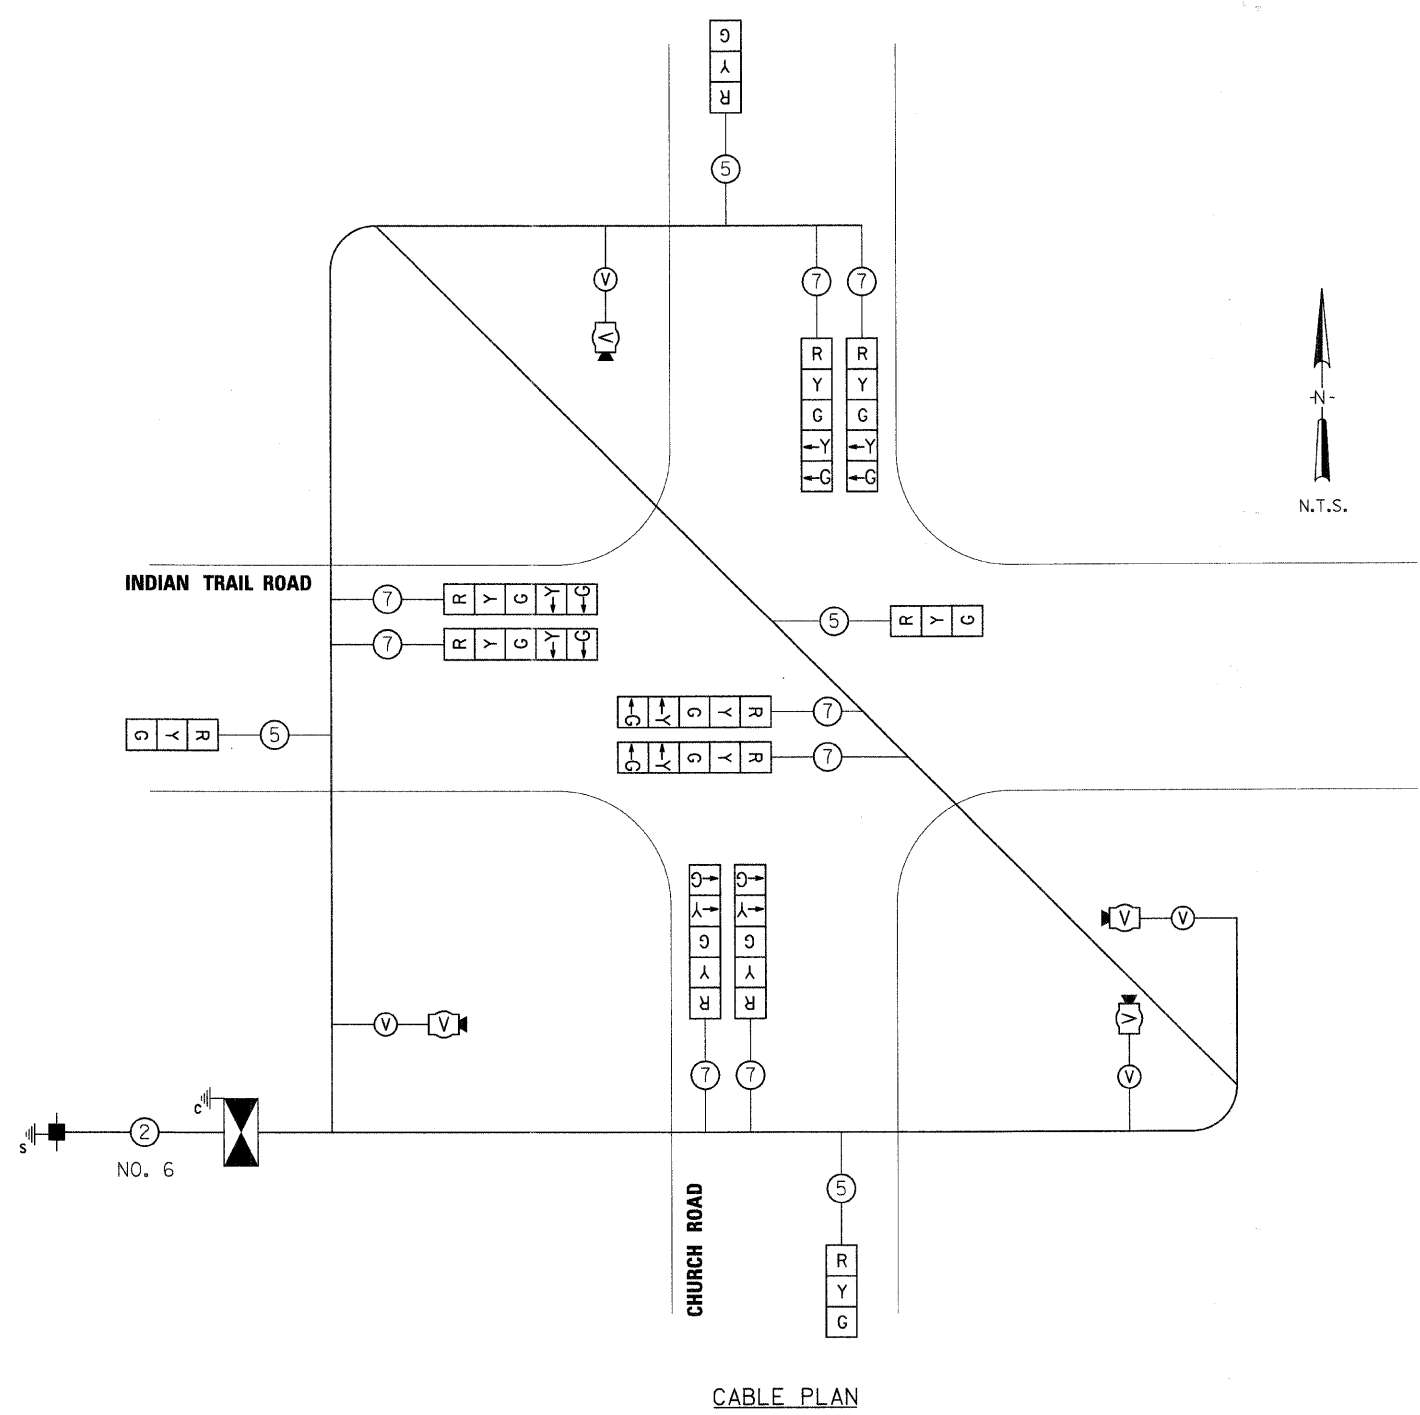 G
Y
R
5
V
7 7
V
R R
Y Y
G G
←Y ←Y
←G ←G
-N-
N.T.S.
INDIAN TRAIL ROAD
7 R Y G ←Y ←G
5 R Y G
7 R Y G ←Y ←G
←G ←Y G Y R 7
G Y R 5
←G ←Y G Y R 7
←G ←G
←Y ←Y
G G
Y Y
R R
V V
V
V V
7 7
V
C
S
2
NO. 6
5
CHURCH ROAD
R
Y
G
CABLE PLAN